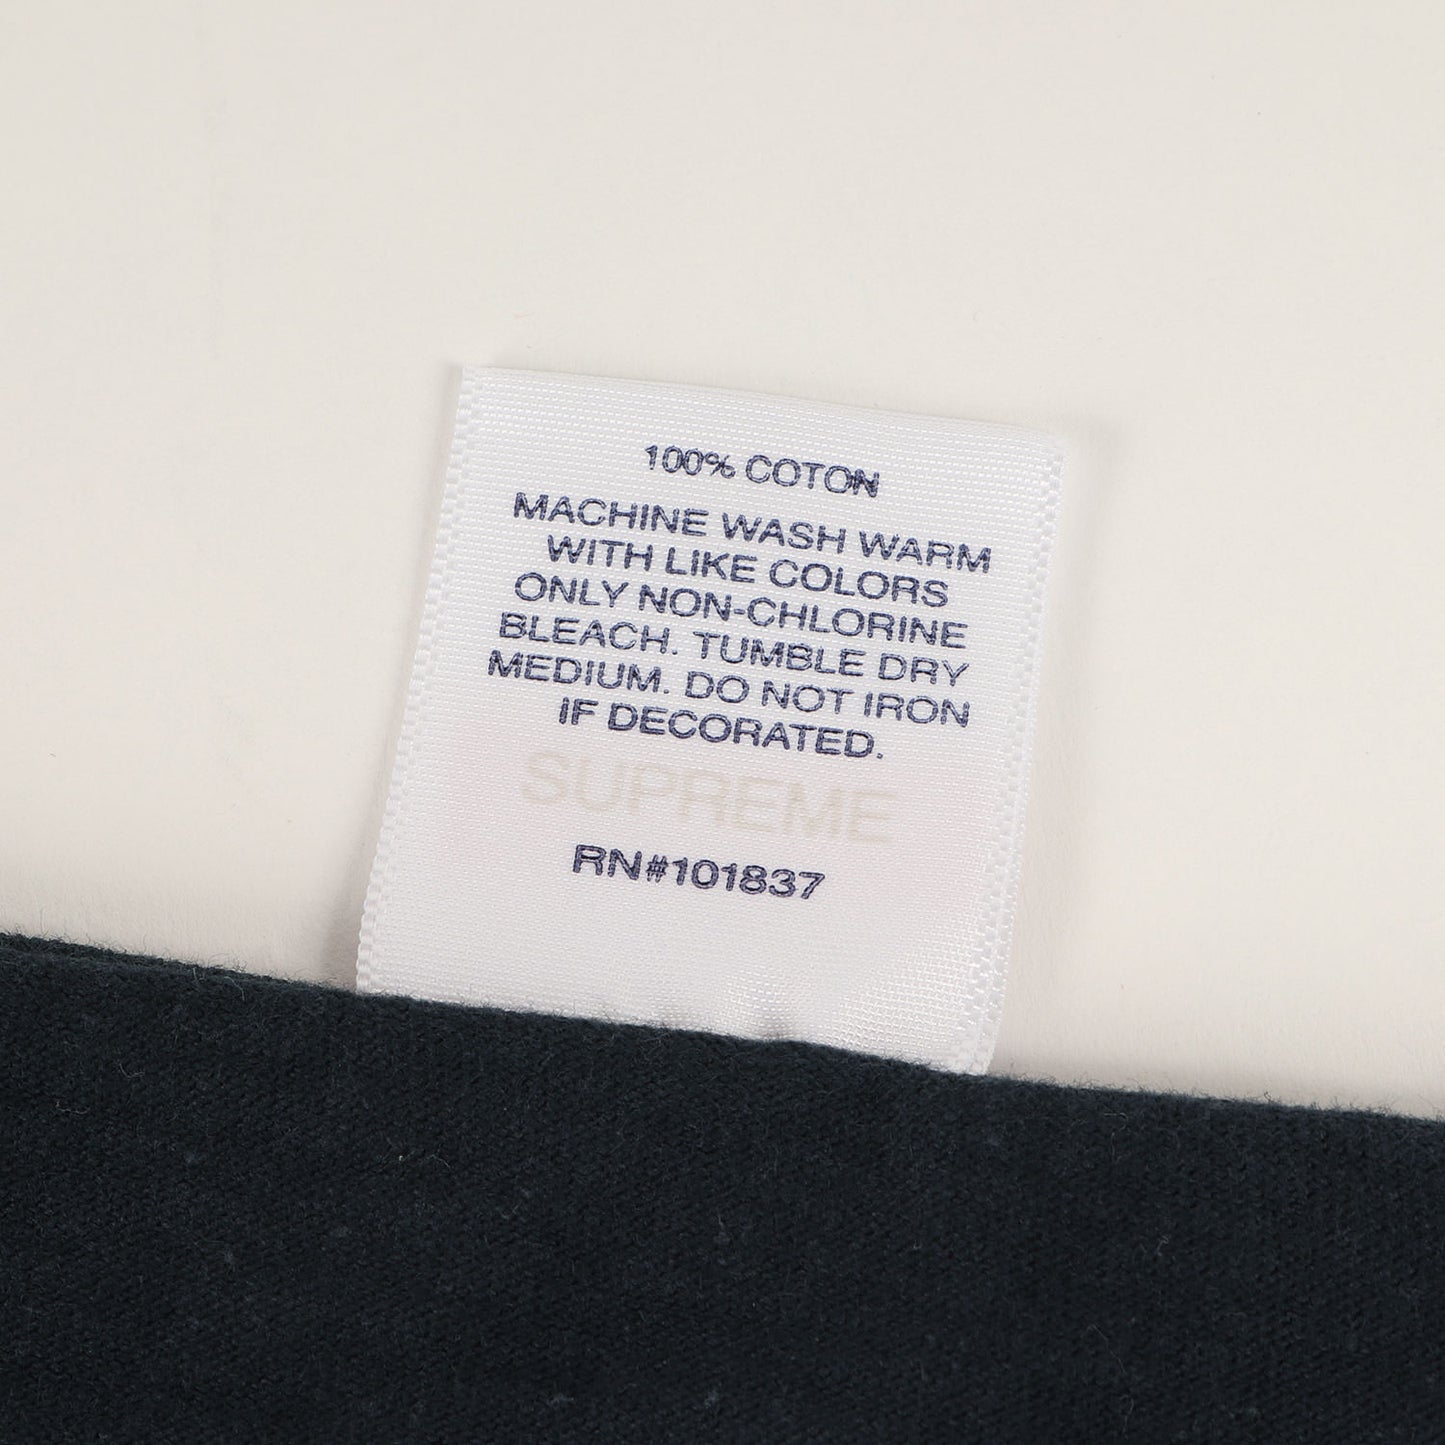 100% COTON
MACHINE WASH WARM
WITH LIKE COLORS
ONLY NON-CHLORINE
BLEACH. TUMBLE DRY
MEDIUM. DO NOT IRON
IF DECORATED.
SUPREME
RN#101837